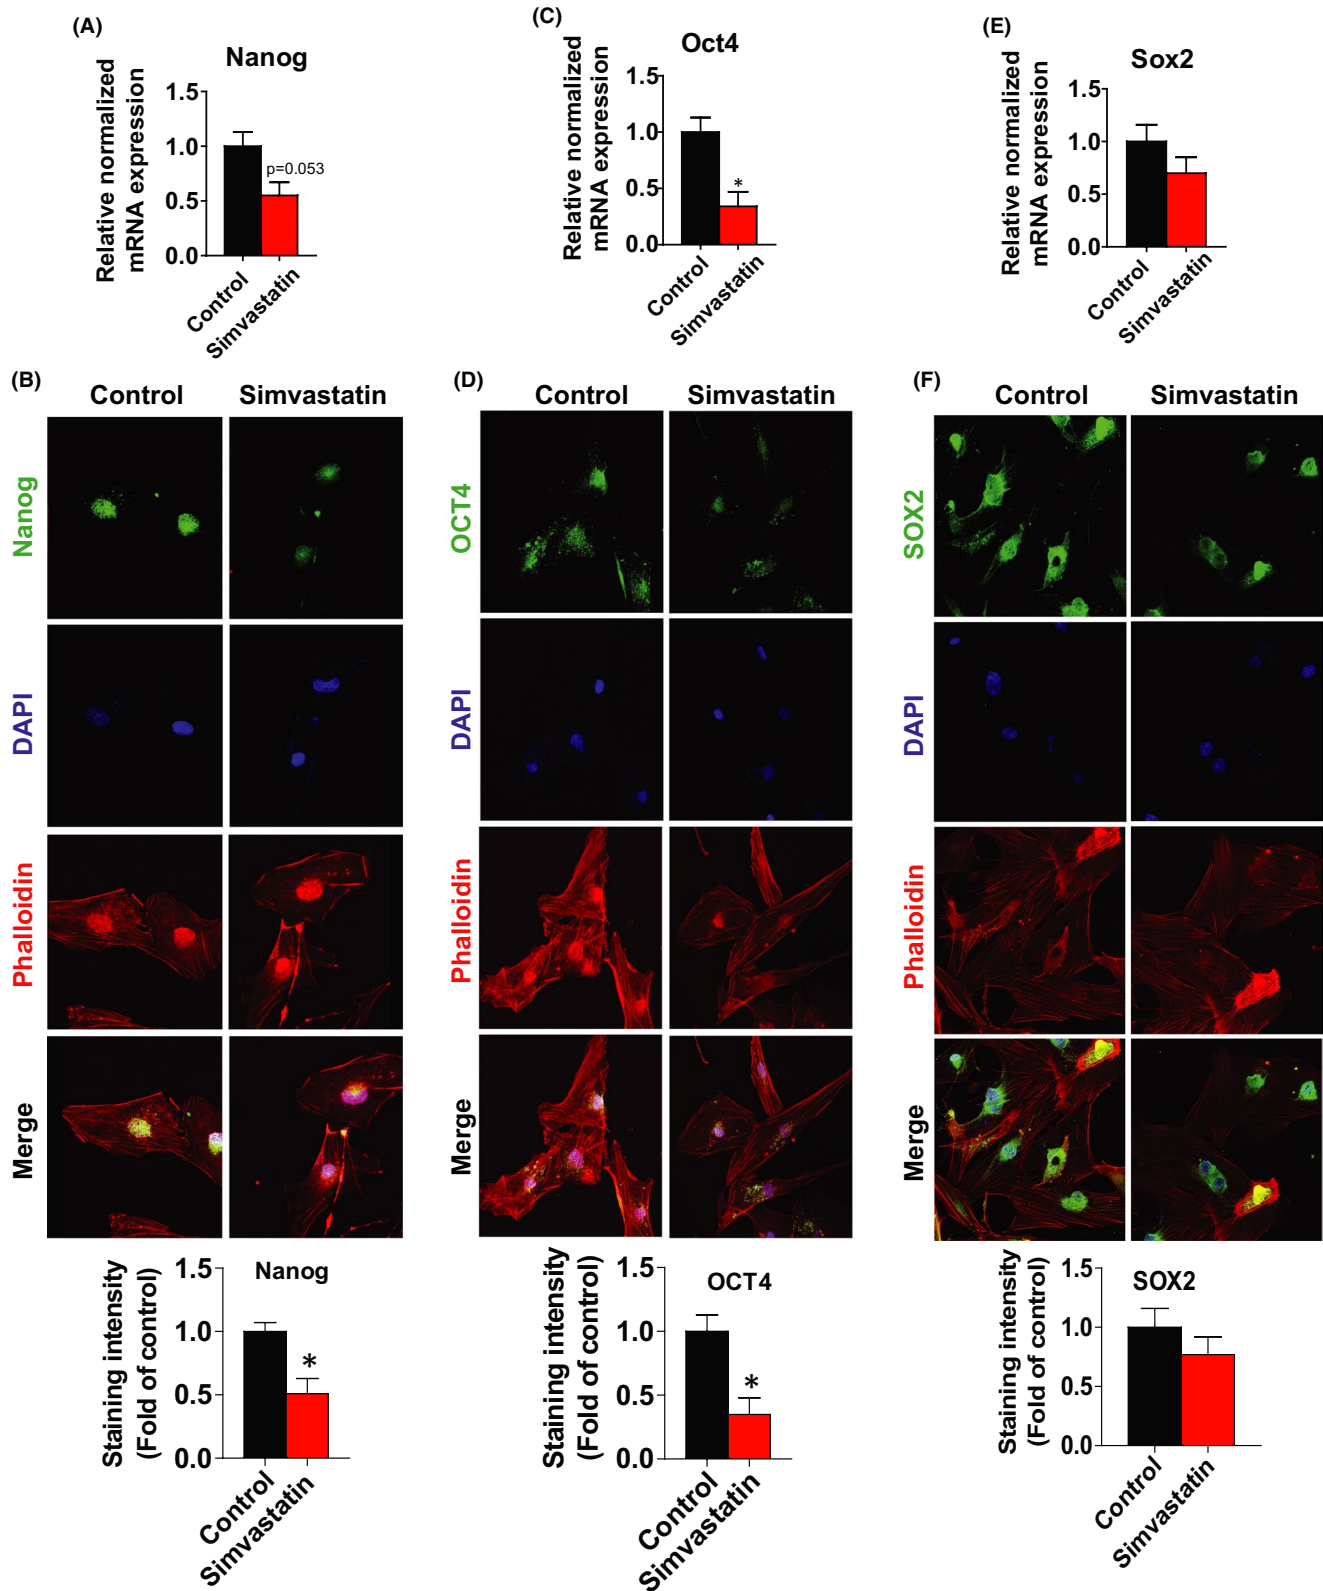 (A)
Nanog
Relative normalized
mRNA expression
1.5
1.0
0.5
0.0
p=0.053
Control
Simvastatin
(C)
Oct4
Relative normalized
mRNA expression
1.5
1.0
0.5
0.0
*
Control
Simvastatin
(E)
Sox2
Relative normalized
mRNA expression
1.5
1.0
0.5
0.0
Control
Simvastatin
(B)
Control
Simvastatin
Nanog
DAPI
Phalloidin
Merge
Nanog
Staining intensity
(Fold of control)
1.5
1.0
0.5
0.0
*
Control
Simvastatin
(D)
Control
Simvastatin
OCT4
DAPI
Phalloidin
Merge
OCT4
Staining intensity
(Fold of control)
1.5
1.0
0.5
0.0
*
Control
Simvastatin
(F)
Control
Simvastatin
SOX2
DAPI
Phalloidin
Merge
SOX2
Staining intensity
(Fold of control)
1.5
1.0
0.5
0.0
Control
Simvastatin